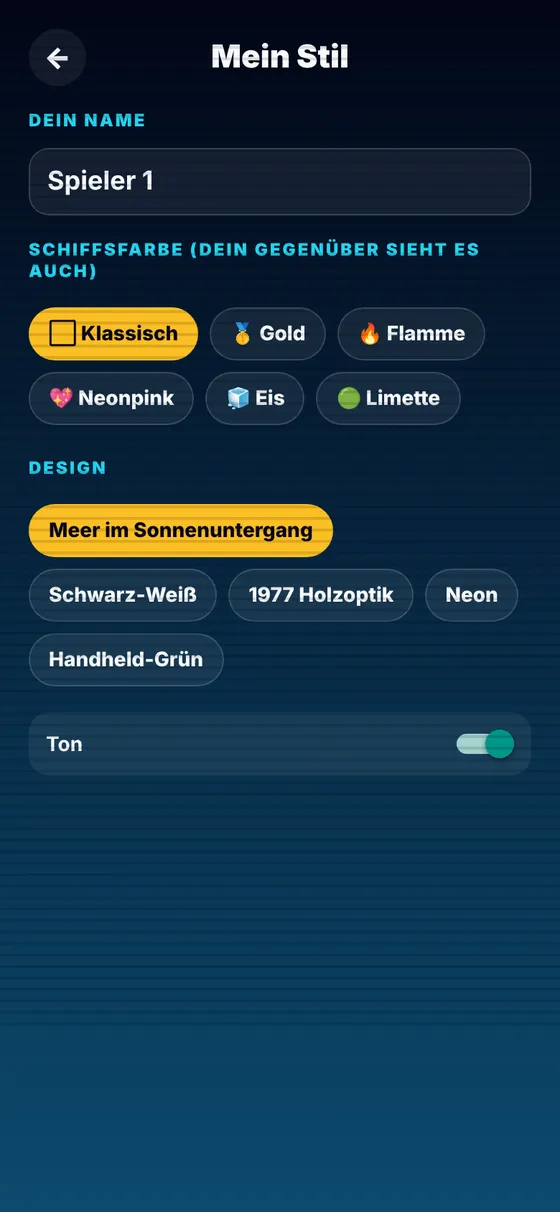 Mein Stil
DEIN NAME
Spieler 1
SCHIFFSFARBE (DEIN GEGENÜBER SIEHT ES
AUCH)
Klassisch
🥇 Gold
🔥 Flamme
💖 Neonpink
🧊 Eis
🟢 Limette
DESIGN
Meer im Sonnenuntergang
Schwarz-Weiß
1977 Holzoptik
Neon
Handheld-Grün
Ton